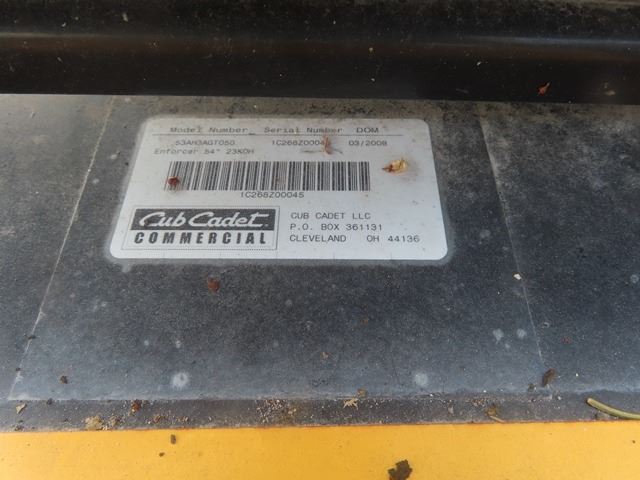 Model Number Serial Number DOM
53AH3AGT050 1C268Z00045 03/2008
Enforcer 54" 23KOH
1C268Z00045
Cub Cadet
COMMERCIAL
CUB CADET LLC
P.O. BOX 361131
CLEVELAND OH 44136